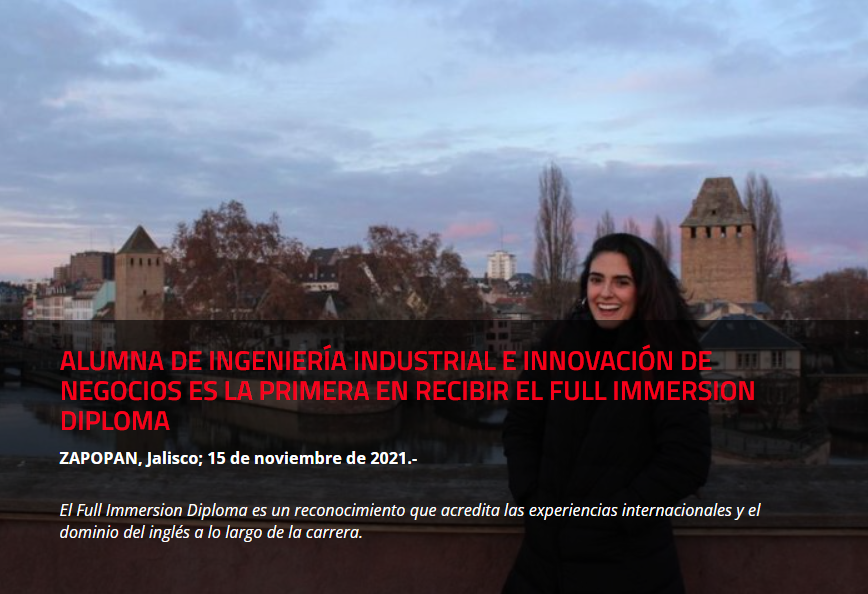 ALUMNA DE INGENIERÍA INDUSTRIAL E INNOVACIÓN DE
NEGOCIOS ES LA PRIMERA EN RECIBIR EL FULL IMMERSION
DIPLOMA
ZAPOPAN, Jalisco; 15 de noviembre de 2021.-
El Full Immersion Diploma es un reconocimiento que acredita las experiencias internacionales y el
dominio del inglés a lo largo de la carrera.